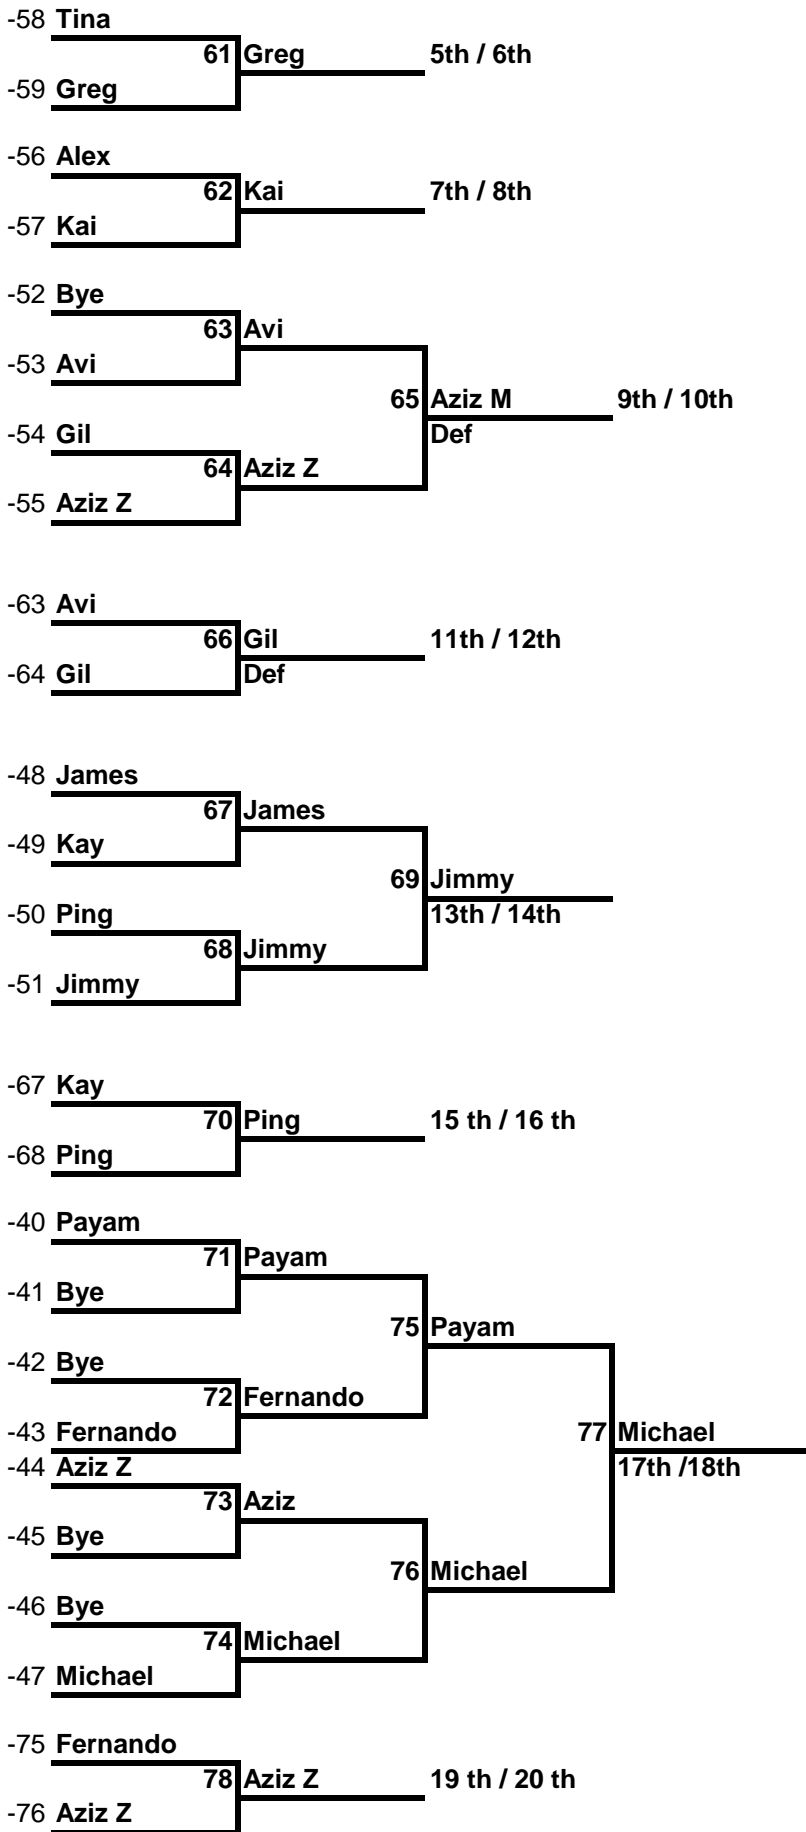 -58 Tina
61 Greg 5th / 6th
-59 Greg
-56 Alex
62 Kai 7th / 8th
-57 Kai
-52 Bye
63 Avi
-53 Avi
65 Aziz M 9th / 10th
-54 Gil Def
64 Aziz Z
-55 Aziz Z
-63 Avi
66 Gil 11th / 12th
-64 Gil Def
-48 James
67 James
-49 Kay
69 Jimmy
-50 Ping 13th / 14th
68 Jimmy
-51 Jimmy
-67 Kay
70 Ping 15 th / 16 th
-68 Ping
-40 Payam
71 Payam
-41 Bye
75 Payam
-42 Bye
72 Fernando
-43 Fernando 77 Michael
-44 Aziz Z 17th /18th
73 Aziz
-45 Bye
76 Michael
-46 Bye
74 Michael
-47 Michael
-75 Fernando
78 Aziz Z 19 th / 20 th
-76 Aziz Z